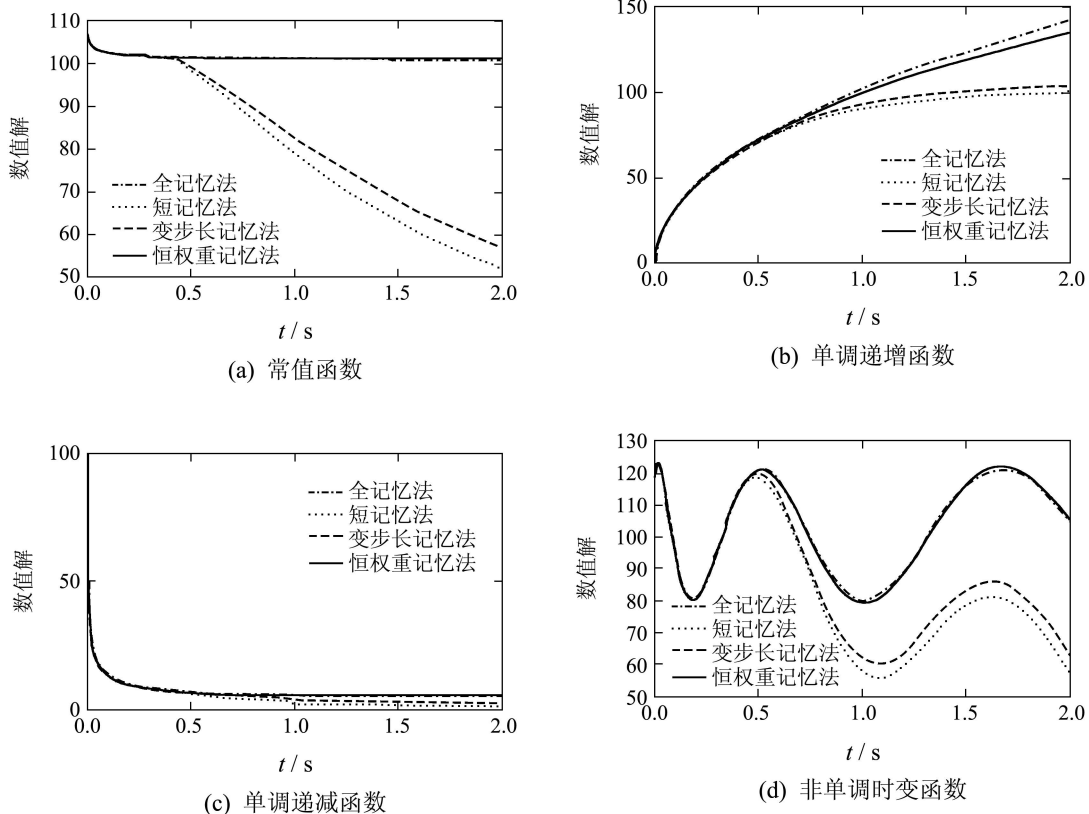 110
100
90
80
70
60
50
数值解
全记忆法
短记忆法
变步长记忆法
恒权重记忆法
0.0 0.5 1.0 1.5 2.0
t / s
(a) 常值函数
150
100
50
0
数值解
全记忆法
短记忆法
变步长记忆法
恒权重记忆法
0.0 0.5 1.0 1.5 2.0
t / s
(b) 单调递增函数
100
50
0
数值解
全记忆法
短记忆法
变步长记忆法
恒权重记忆法
0.0 0.5 1.0 1.5 2.0
t / s
(c) 单调递减函数
130
120
110
100
90
80
70
60
50
数值解
全记忆法
短记忆法
变步长记忆法
恒权重记忆法
0.0 0.5 1.0 1.5 2.0
t / s
(d) 非单调时变函数